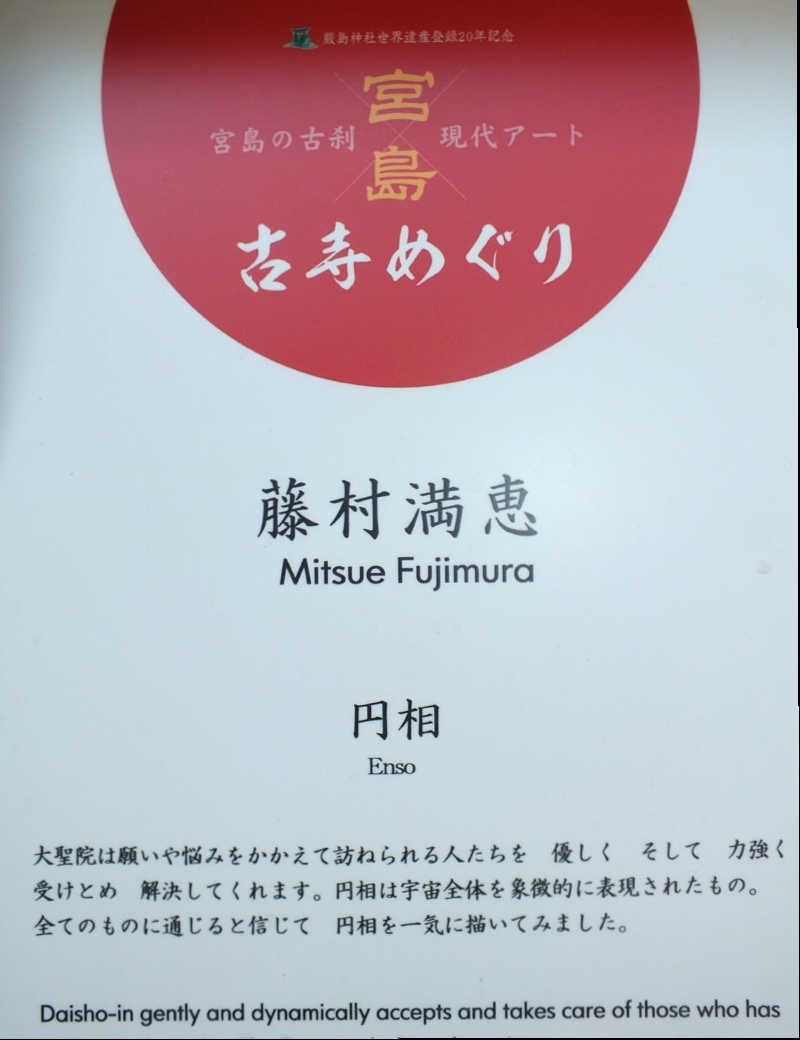 厳島神社世界遺産登録20年記念
宮島
宮島の古刹 現代アート
古寺めぐり
藤村満恵
Mitsue Fujimura
円相
Enso
大聖院は願いや悩みをかかえて訪ねられる人たちを　優しく　そして　力強く
受けとめ　解決してくれます。円相は宇宙全体を象徴的に表現されたもの。
全てのものに通じると信じて　円相を一気に描いてみました。
Daisho-in gently and dynamically accepts and takes care of those who has